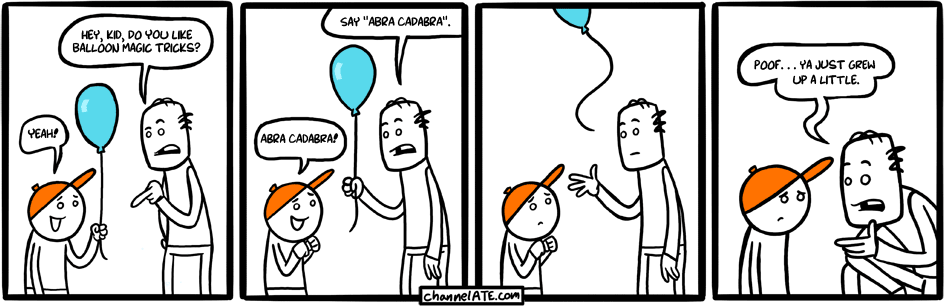 HEY, KID, DO YOU LIKE
BALLOON MAGIC TRICKS?
YEAH!
SAY "ABRA CADABRA".
ABRA CADABRA!
POOF... YA JUST GREW
UP A LITTLE.
channelATE.com